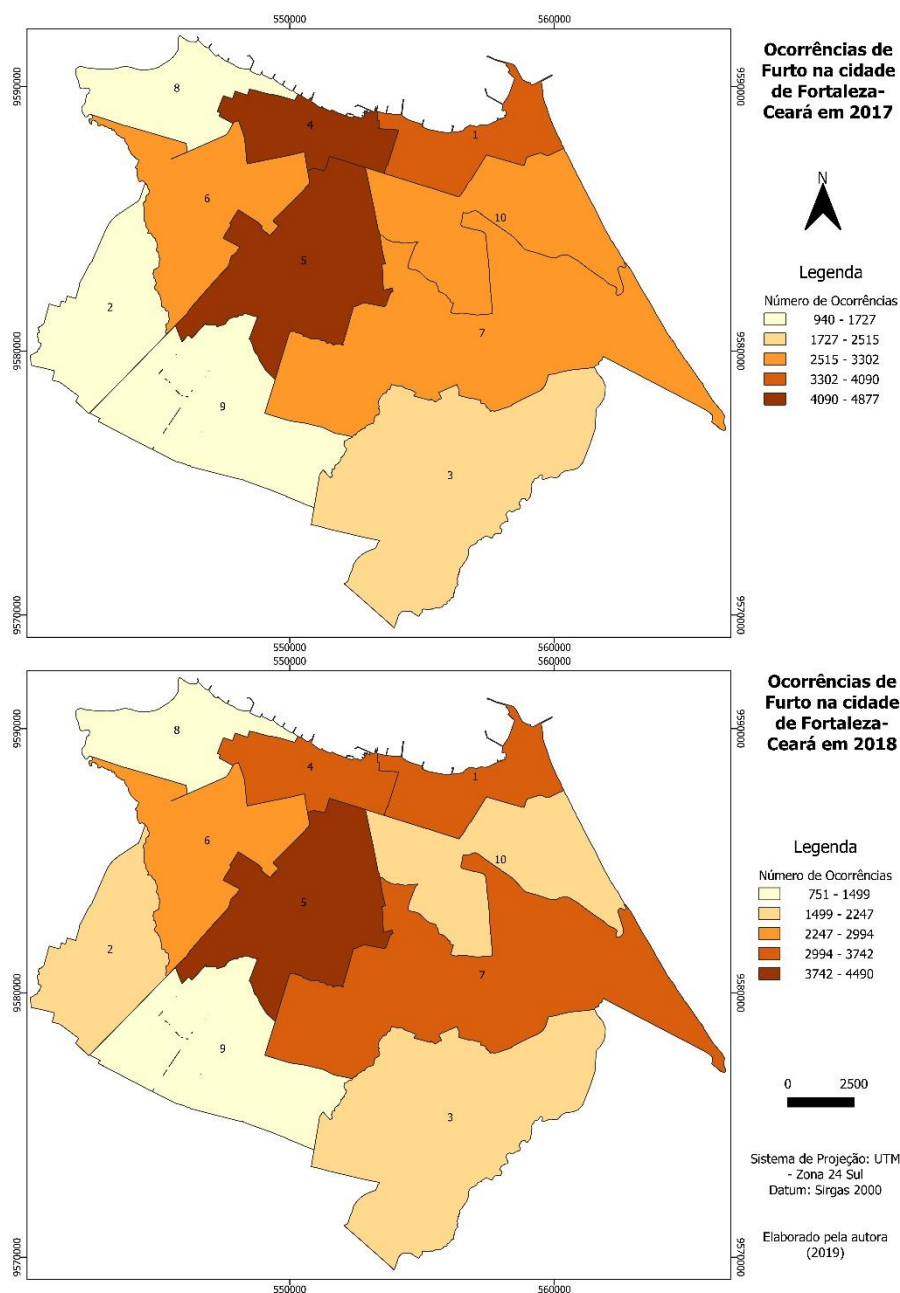 550000
560000
9590000
9580000
9570000
8
4
1
6
10
5
2
7
9
3
9590000
9580000
9570000
550000
560000
Ocorrências de
Furto na cidade
de Fortaleza-
Ceará em 2017
N
Legenda
Número de Ocorrências
940 - 1727
1727 - 2515
2515 - 3302
3302 - 4090
4090 - 4877
550000
560000
9590000
9580000
9570000
8
4
1
6
10
5
2
7
9
3
9590000
9580000
9570000
550000
560000
Ocorrências de
Furto na cidade
de Fortaleza-
Ceará em 2018
Legenda
Número de Ocorrências
751 - 1499
1499 - 2247
2247 - 2994
2994 - 3742
3742 - 4490
0 2500
Sistema de Projeção: UTM
- Zona 24 Sul
Datum: Sirgas 2000
Elaborado pela autora
(2019)